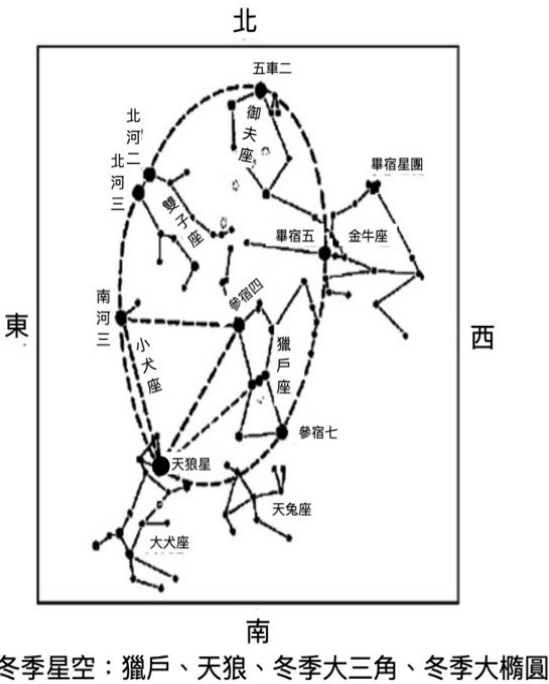 北
五車二
御夫座
北河二
北河三
雙子座
畢宿星團
畢宿五
金牛座
參宿四
南河三
小犬座
獵戶座
東
西
參宿七
天狼星
天兔座
大犬座
南
冬季星空：獵戶、天狼、冬季大三角、冬季大橢圓